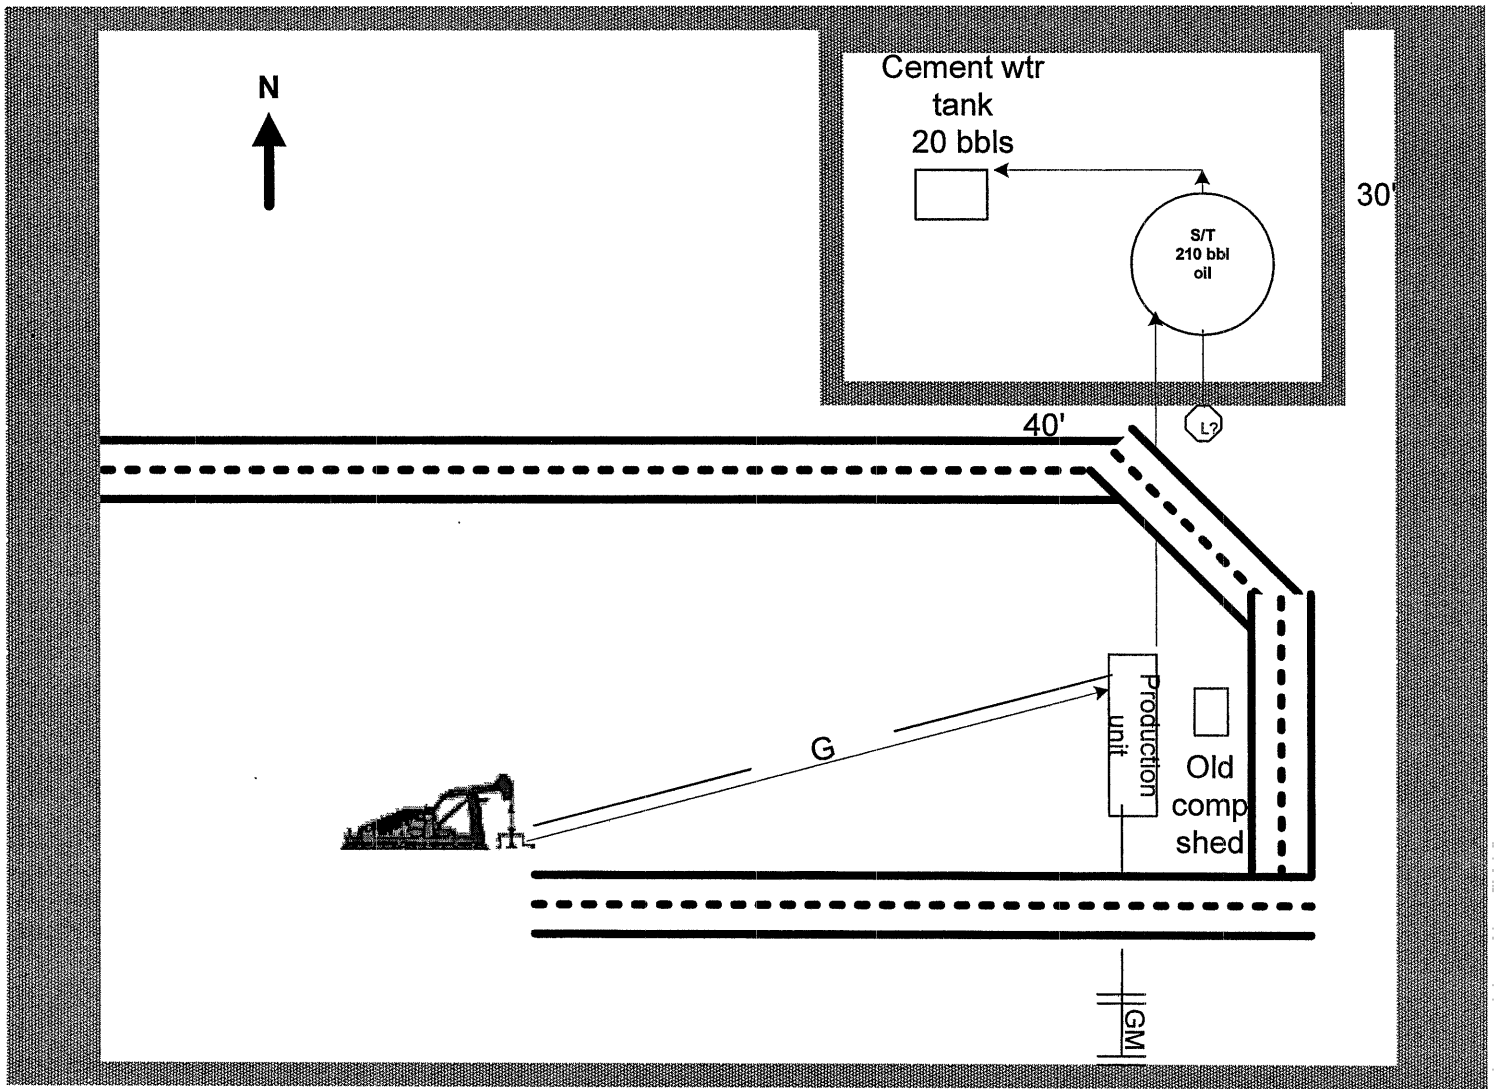 N
Cement wtr
tank
20 bbls
30'
S/T
210 bbl
oil
40'
L?
G
Production
unit
Old
comp
shed
GM